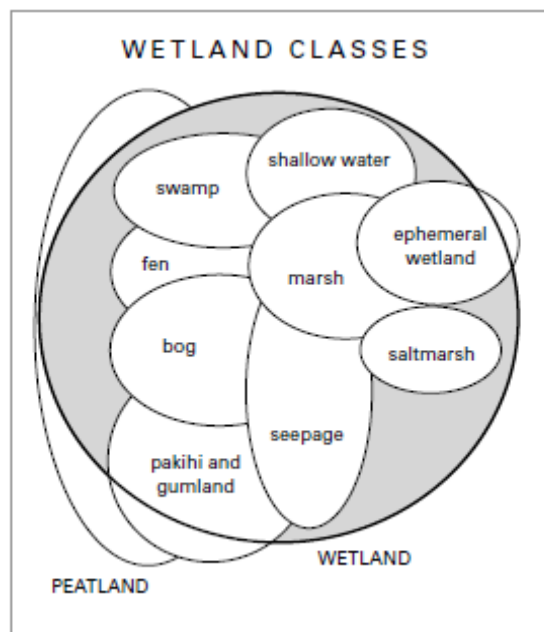 WETLAND CLASSES
shallow water
swamp
ephemeral
wetland
fen
marsh
bog
saltmarsh
seepage
pakihi and
gumland
WETLAND
PEATLAND